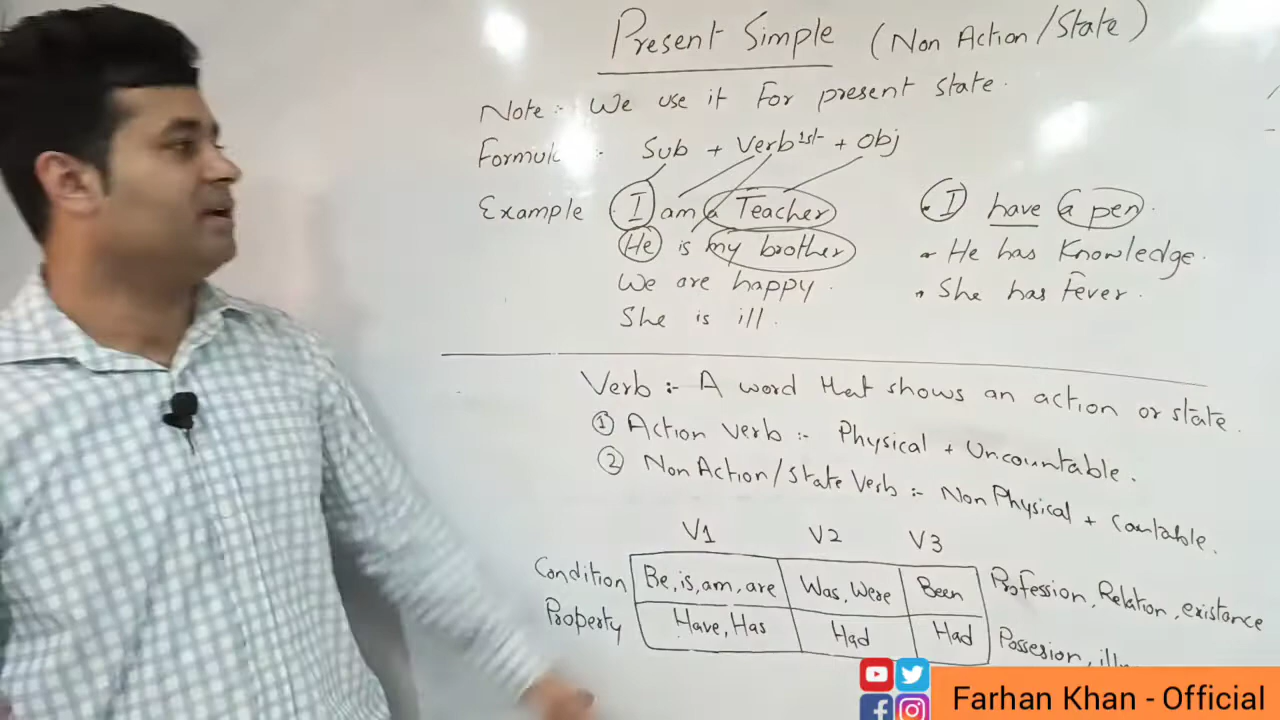 Present Simple (Non Action/State)
Note:- We use it for present state.
Formul :- Sub + Verb 1st + Obj
Example I am a Teacher
He is my brother
We are happy.
She is ill.
. I have a pen.
He has Knowledge.
She has Fever.
Verb :- A word that shows an action or state.
① Action Verb :- Physical + Uncountable.
② Non Action/State Verb :- Non Physical + Countable.
V1 V2 V3
Condition Be, is, am, are Was, Were Been Profession, Relation, existance
Property Have, Has Had Had Possesion,
Farhan Khan - Official